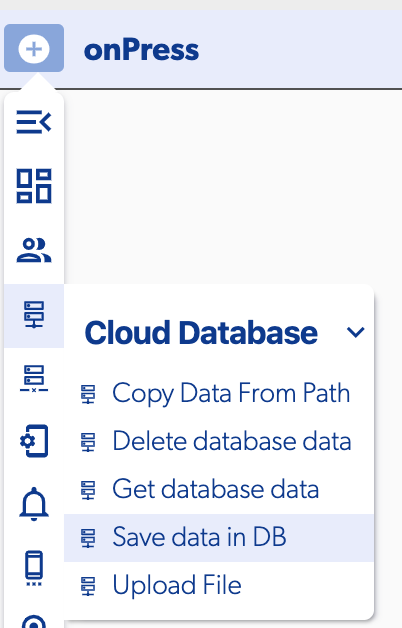 onPress
Cloud Database
Copy Data From Path
Delete database data
Get database data
Save data in DB
Upload File